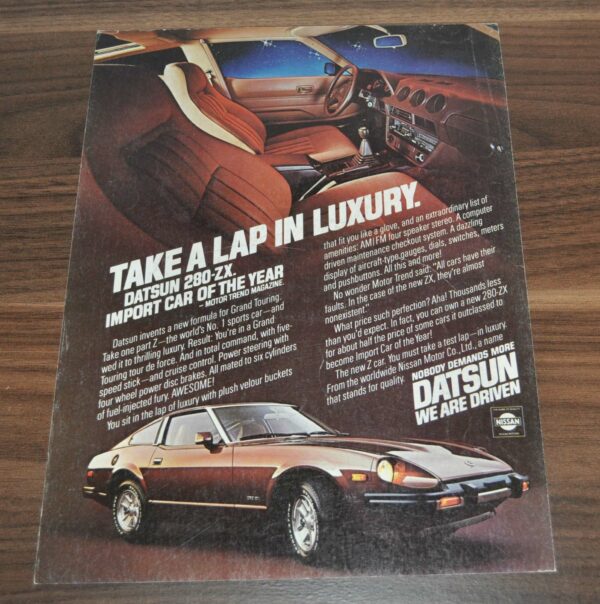 TAKE A LAP IN LUXURY.
DATSUN 280-ZX.
IMPORT CAR OF THE YEAR
– MOTOR TREND MAGAZINE.
Datsun invents a new formula for Grand Touring.
Take one part Z—the world's No. 1 sports car—and
wed it to thrilling luxury. Result: You're in a Grand
Touring tour de force. And in total command, with five-
speed stick—and cruise control. Power steering with
four wheel power disc brakes. All mated to six cylinders
of fuel-injected fury. AWESOME!
You sit in the lap of luxury with plush velour buckets
that fit you like a glove, and an extraordinary list of
amenities: AM/FM four speaker stereo. A computer
driven maintenance checkout system. A dazzling
display of aircraft-type gauges, dials, switches, meters
and pushbuttons. All this and more!
No wonder Motor Trend said: "All cars have their
faults. In the case of the new ZX, they're almost
nonexistent."
What price such perfection? Aha! Thousands less
than you'd expect. In fact, you can own a new 280-ZX
for about half the price of some cars it outclassed to
become Import Car of the Year!
The new Z car. You must take a test lap—in luxury.
From the worldwide Nissan Motor Co., Ltd., a name
that stands for quality.
NOBODY DEMANDS MORE
DATSUN
WE ARE DRIVEN
NISSAN